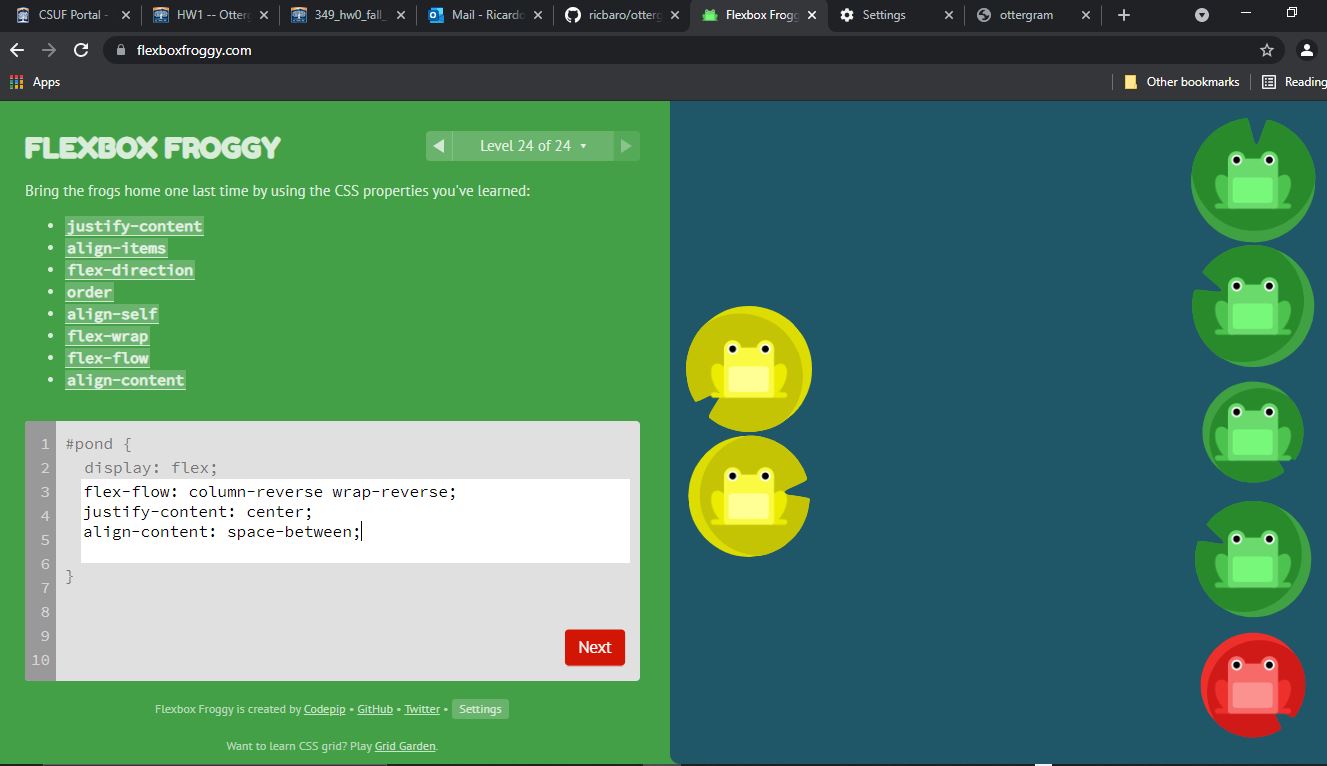 CSUF Portal -
HW1 -- Otterg
349_hw0_fall_
Mail - Ricardo
ricbaro/otterg
Flexbox Frogg
Settings
ottergram
flexboxfroggy.com
Apps
Other bookmarks
Reading
FLEXBOX FROGGY
Level 24 of 24
Bring the frogs home one last time by using the CSS properties you've learned:
justify-content
align-items
flex-direction
order
align-self
flex-wrap
flex-flow
align-content
1 #pond {
2 display: flex;
3 flex-flow: column-reverse wrap-reverse;
4 justify-content: center;
5 align-content: space-between;
6
7 }
8
9
10
Next
Flexbox Froggy is created by Codepip • GitHub • Twitter • Settings
Want to learn CSS grid? Play Grid Garden.